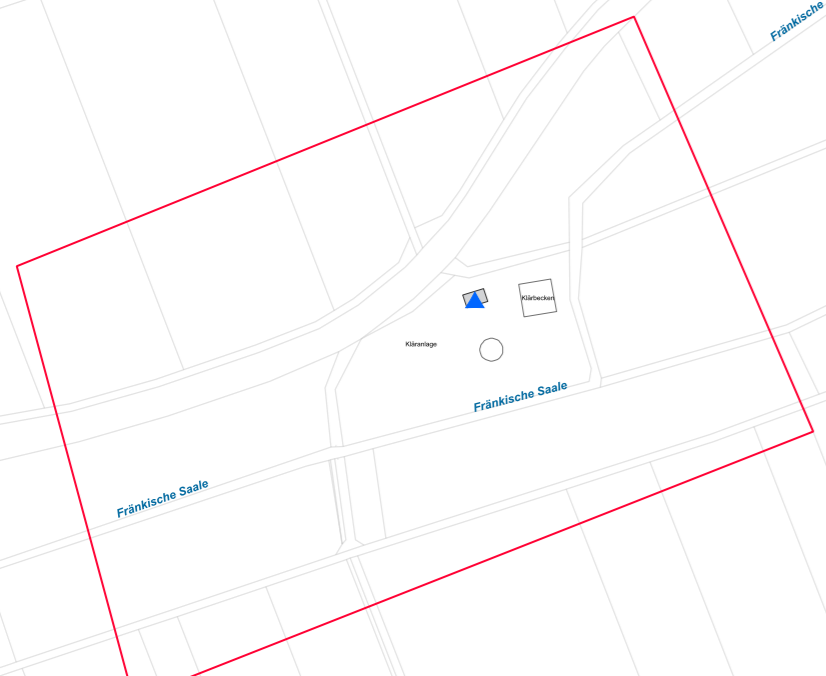 Fränkische
Klärbecken
Kläranlage
Fränkische Saale
Fränkische Saale